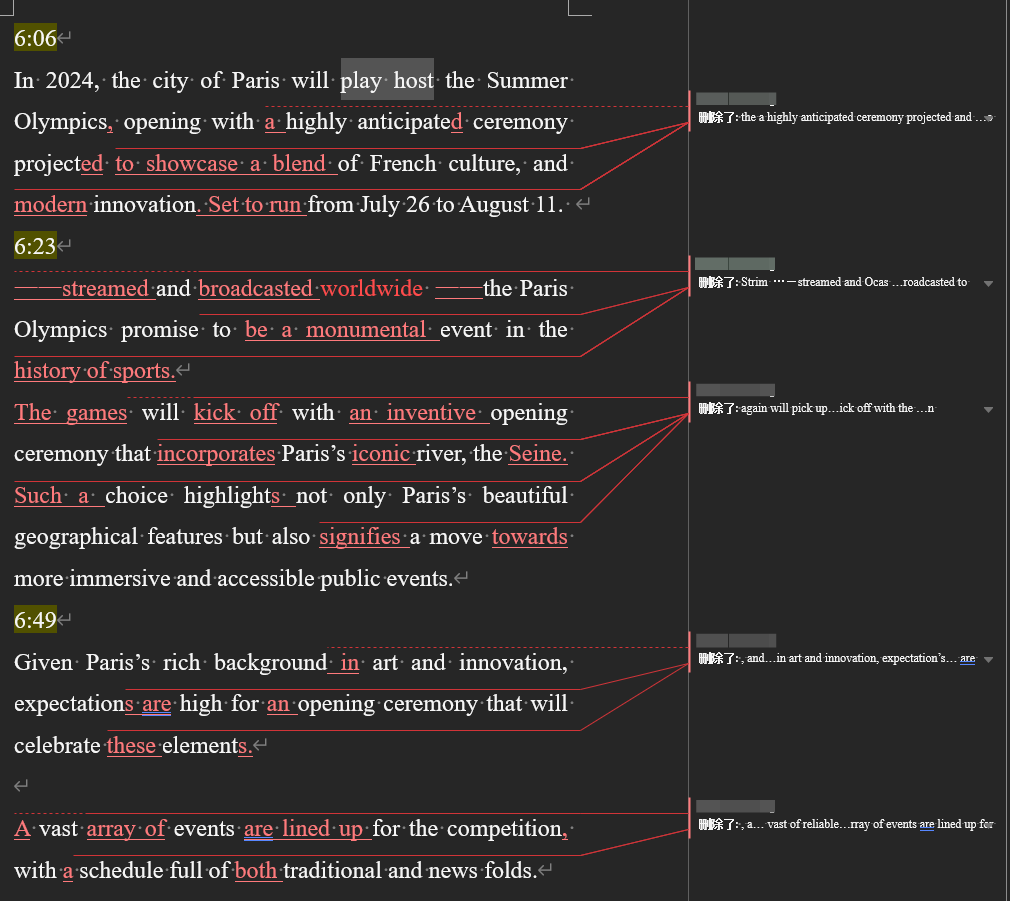 6:06
In 2024, the city of Paris will play host the Summer
Olympics, opening with a highly anticipated ceremony
projected to showcase a blend of French culture, and
modern innovation. Set to run from July 26 to August 11.
删除了: the a highly anticipated ceremony projected and …
6:23
——streamed and broadcasted worldwide ——the Paris
Olympics promise to be a monumental event in the
history of sports.
删除了: Strim …－streamed and Ocas …roadcasted to
The games will kick off with an inventive opening
ceremony that incorporates Paris’s iconic river, the Seine.
Such a choice highlights not only Paris’s beautiful
geographical features but also signifies a move towards
more immersive and accessible public events.
删除了: again will pick up…ick off with the …n
6:49
Given Paris’s rich background in art and innovation,
expectations are high for an opening ceremony that will
celebrate these elements.
删除了: , and…in art and innovation, expectation’s… are
A vast array of events are lined up for the competition,
with a schedule full of both traditional and news folds.
删除了: , a… vast of reliable…rray of events are lined up for